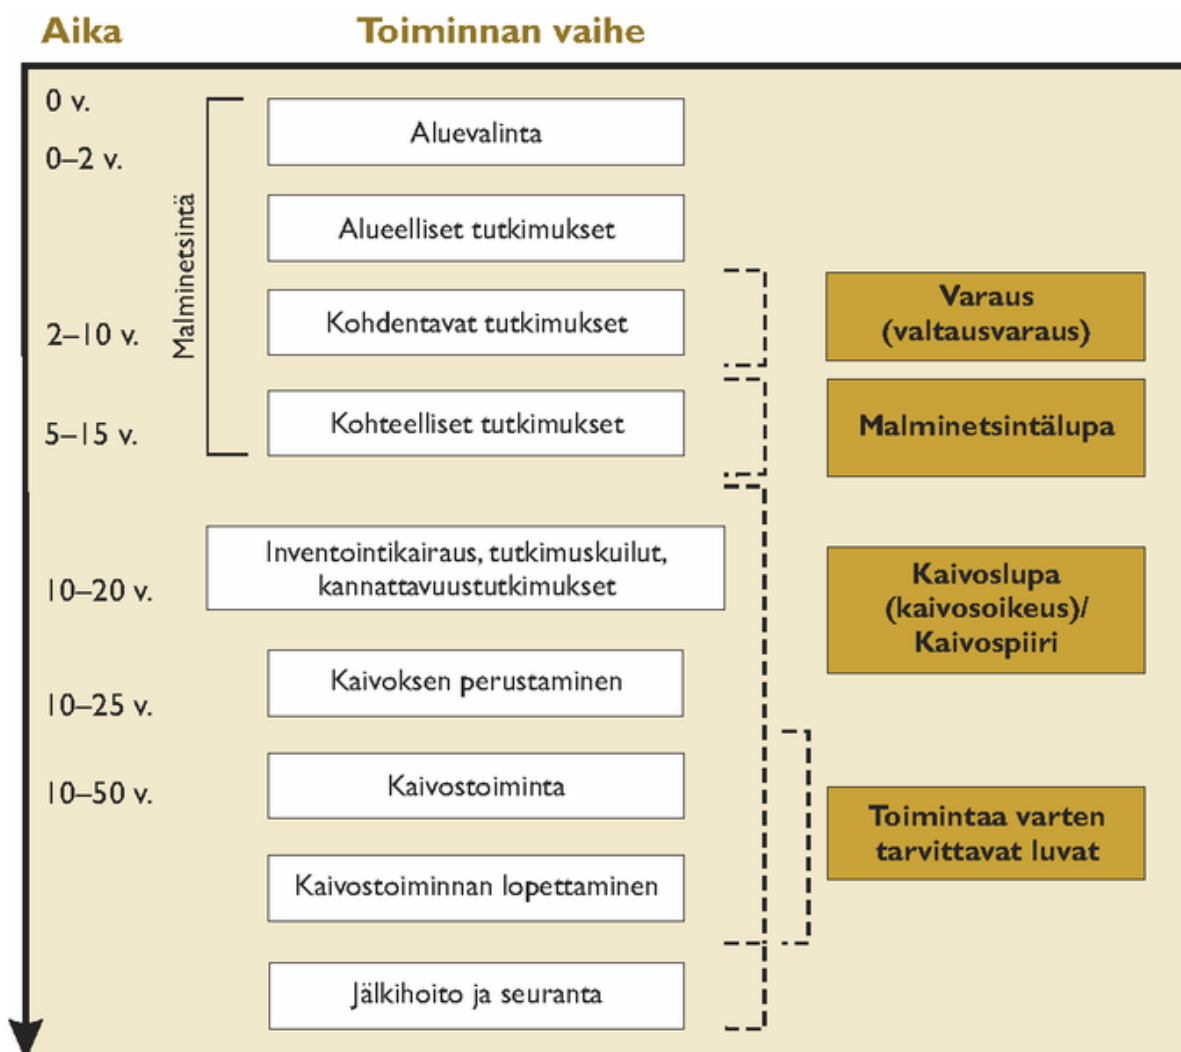 Aika
Toiminnan vaihe
0 v.
Aluevalinta
0–2 v.
Malminetsintä
Alueelliset tutkimukset
Kohdentavat tutkimukset
2–10 v.
Varaus
(valtausvaraus)
Kohteelliset tutkimukset
5–15 v.
Malminetsintälupa
Inventointikairaus, tutkimuskuilut,
kannattavuustutkimukset
10–20 v.
Kaivoslupa
(kaivosoikeus)/
Kaivospiiri
Kaivoksen perustaminen
10–25 v.
Kaivostoiminta
10–50 v.
Toimintaa varten
tarvittavat luvat
Kaivostoiminnan lopettaminen
Jälkihoito ja seuranta